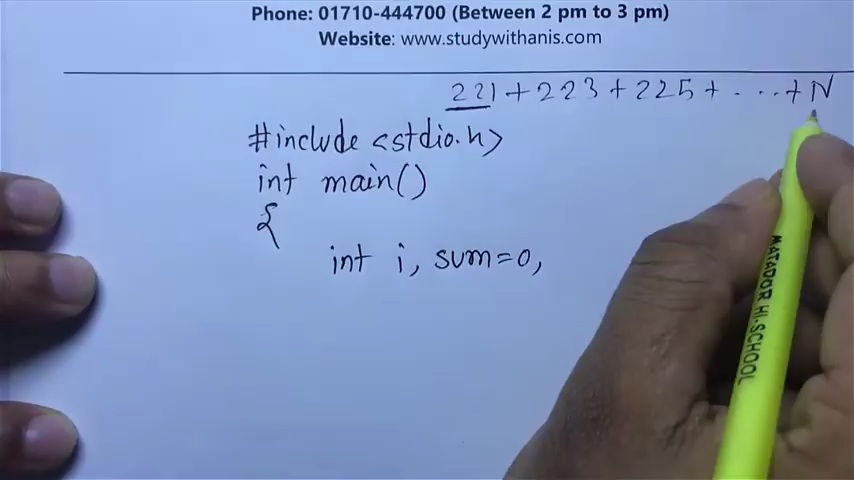 Phone: 01710-444700 (Between 2 pm to 3 pm)
Website: www.studywithanis.com
221+223+225+ . . . + N
#include <stdio.h>
int main()
{
int i, sum=0,
MATADOR HI-SCHOOL